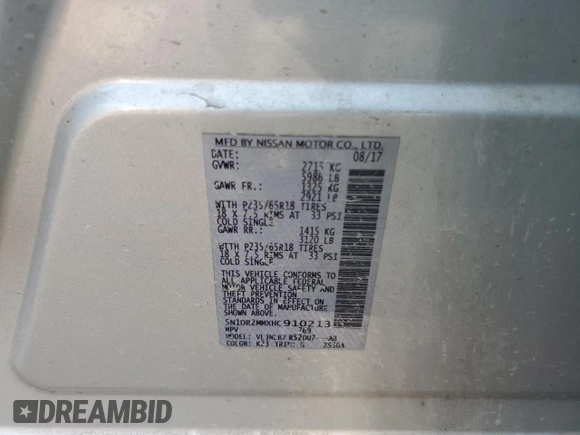 MFD BY NISSAN MOTOR CO., LTD.
DATE: 08/17
GVWR: 2715 KG
5986 LB
GAWR FR.: 1325 KG
2921 LB
WITH P235/65R18 TIRES
18 X 7.5 RIMS AT 33 PSI
COLD SINGLE
GAWR RR.: 1415 KG
3120 LB
WITH P235/65R18 TIRES
18 X 7.5 RIMS AT 33 PSI
COLD SINGLE
THIS VEHICLE CONFORMS TO
ALL APPLICABLE FEDERAL
MOTOR VEHICLE SAFETY AND
THEFT PREVENTION
STANDARDS IN EFFECT ON
THE DATE OF MANUFACTURE
SHOWN ABOVE.
5N1DR2MMXHC910213
MPV
MODEL:
COLOR: K23 TRIM: G
DREAMBID